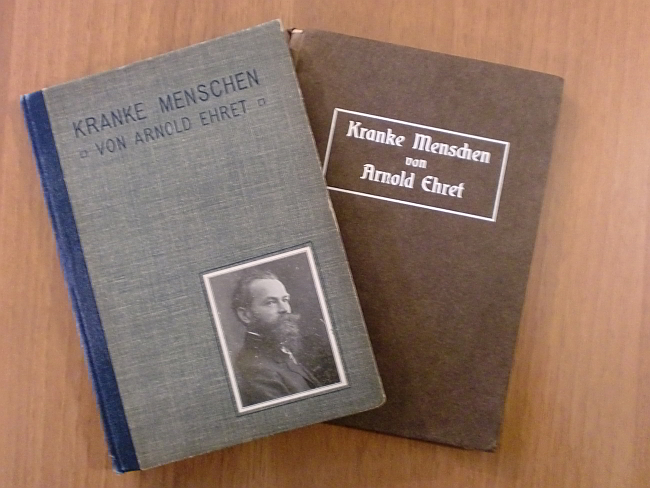 KRANKE MENSCHEN
▫ VON ARNOLD EHRET ▫
Kranke Menschen
von
Arnold Ehret